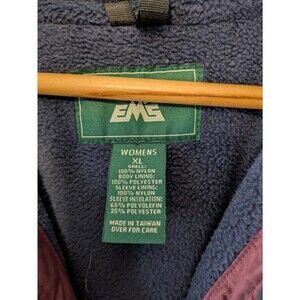 EMS
WOMENS
XL
SHELL:
100% NYLON
BODY LINING:
100% POLYESTER
SLEEVE LINING:
100% NYLON
SLEEVE INSULATION:
65% POLYOLEFIN
35% POLYESTER
MADE IN TAIWAN
OVER FOR CARE